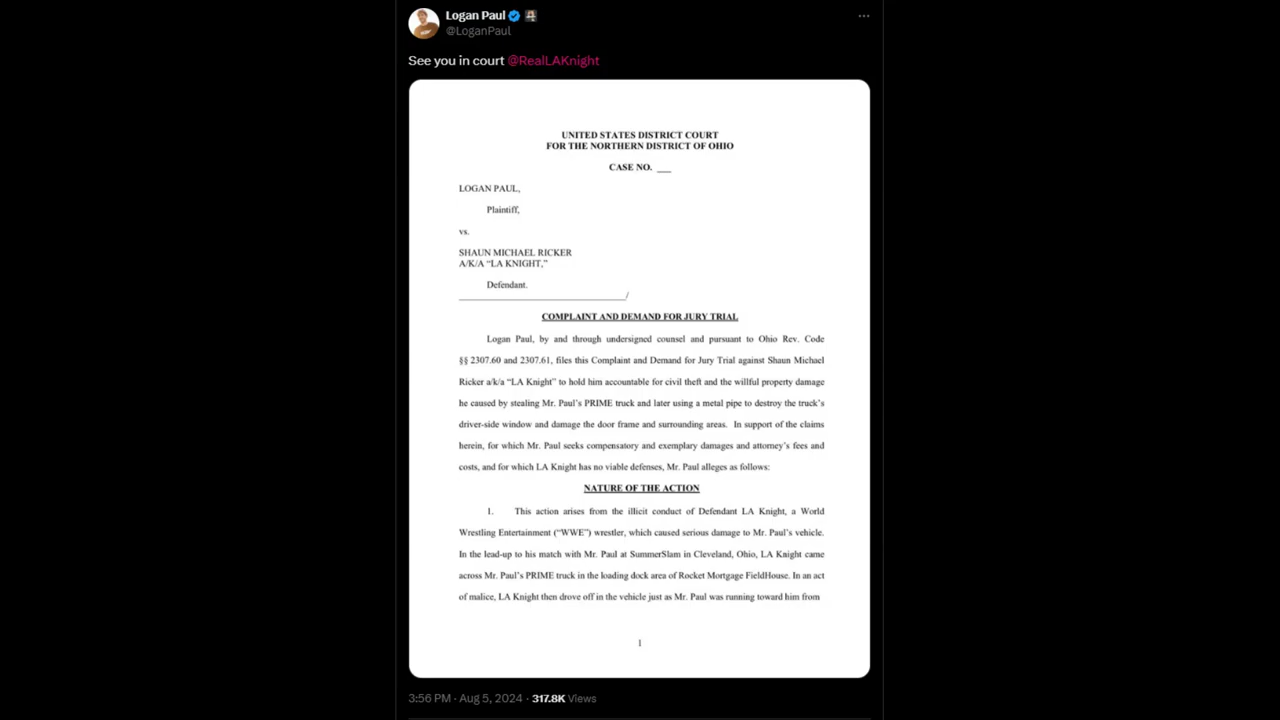 Logan Paul
@LoganPaul
See you in court @RealLAKnight
UNITED STATES DISTRICT COURT
FOR THE NORTHERN DISTRICT OF OHIO
CASE NO. ___
LOGAN PAUL,
Plaintiff,
vs.
SHAUN MICHAEL RICKER
A/K/A “LA KNIGHT,”
Defendant.
/
COMPLAINT AND DEMAND FOR JURY TRIAL
Logan Paul, by and through undersigned counsel and pursuant to Ohio Rev. Code
§§ 2307.60 and 2307.61, files this Complaint and Demand for Jury Trial against Shaun Michael
Ricker a/k/a “LA Knight” to hold him accountable for civil theft and the willful property damage
he caused by stealing Mr. Paul’s PRIME truck and later using a metal pipe to destroy the truck’s
driver-side window and damage the door frame and surrounding areas. In support of the claims
herein, for which Mr. Paul seeks compensatory and exemplary damages and attorney’s fees and
costs, and for which LA Knight has no viable defenses, Mr. Paul alleges as follows:
NATURE OF THE ACTION
1. This action arises from the illicit conduct of Defendant LA Knight, a World
Wrestling Entertainment (“WWE”) wrestler, which caused serious damage to Mr. Paul’s vehicle.
In the lead-up to his match with Mr. Paul at SummerSlam in Cleveland, Ohio, LA Knight came
across Mr. Paul’s PRIME truck in the loading dock area of Rocket Mortgage FieldHouse. In an act
of malice, LA Knight then drove off in the vehicle just as Mr. Paul was running toward him from
1
3:56 PM · Aug 5, 2024 · 317.8K Views